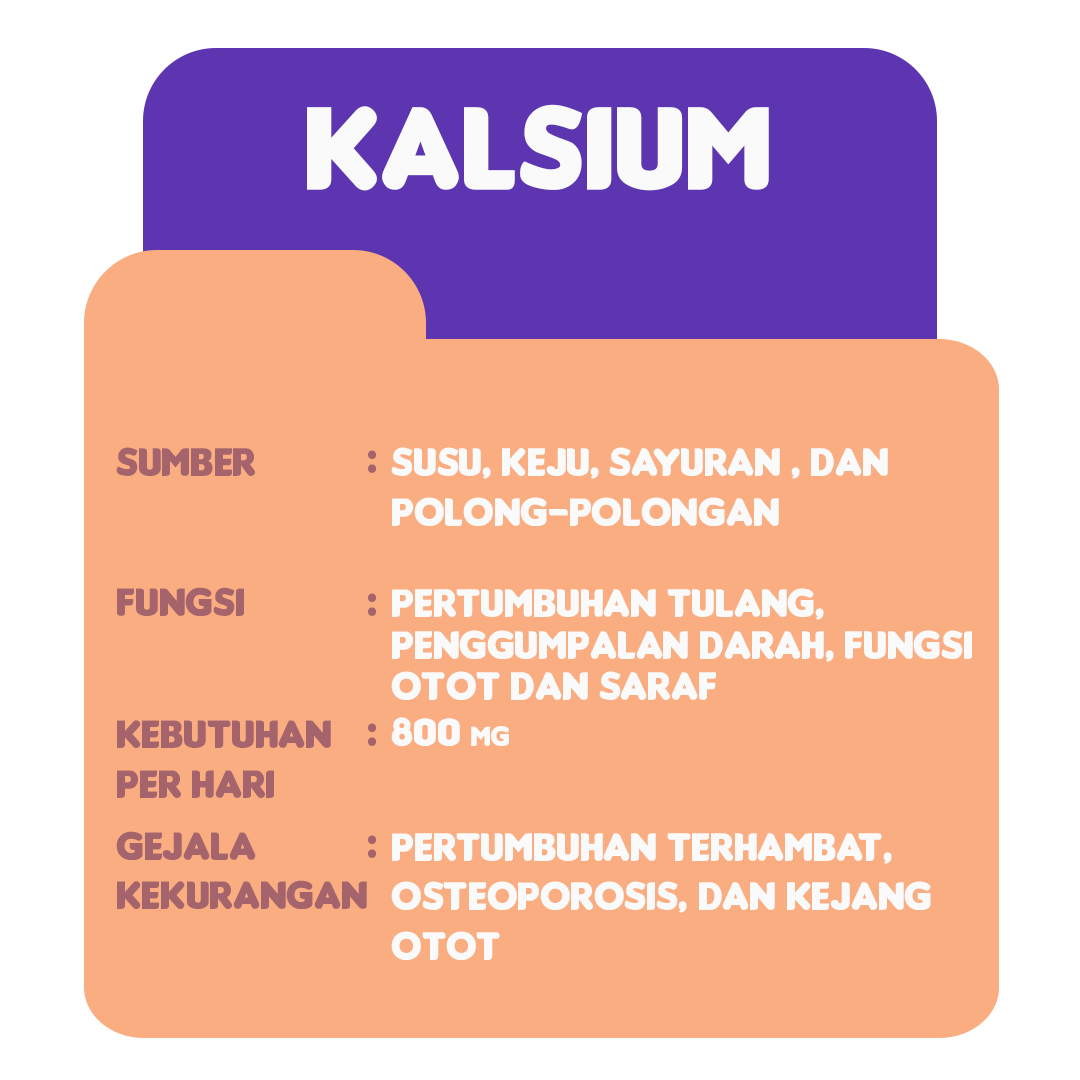 KALSIUM
SUMBER : SUSU, KEJU, SAYURAN , DAN
POLONG-POLONGAN
FUNGSI : PERTUMBUHAN TULANG,
PENGGUMPALAN DARAH, FUNGSI
OTOT DAN SARAF
KEBUTUHAN : 800 MG
PER HARI
GEJALA : PERTUMBUHAN TERHAMBAT,
KEKURANGAN OSTEOPOROSIS, DAN KEJANG
OTOT